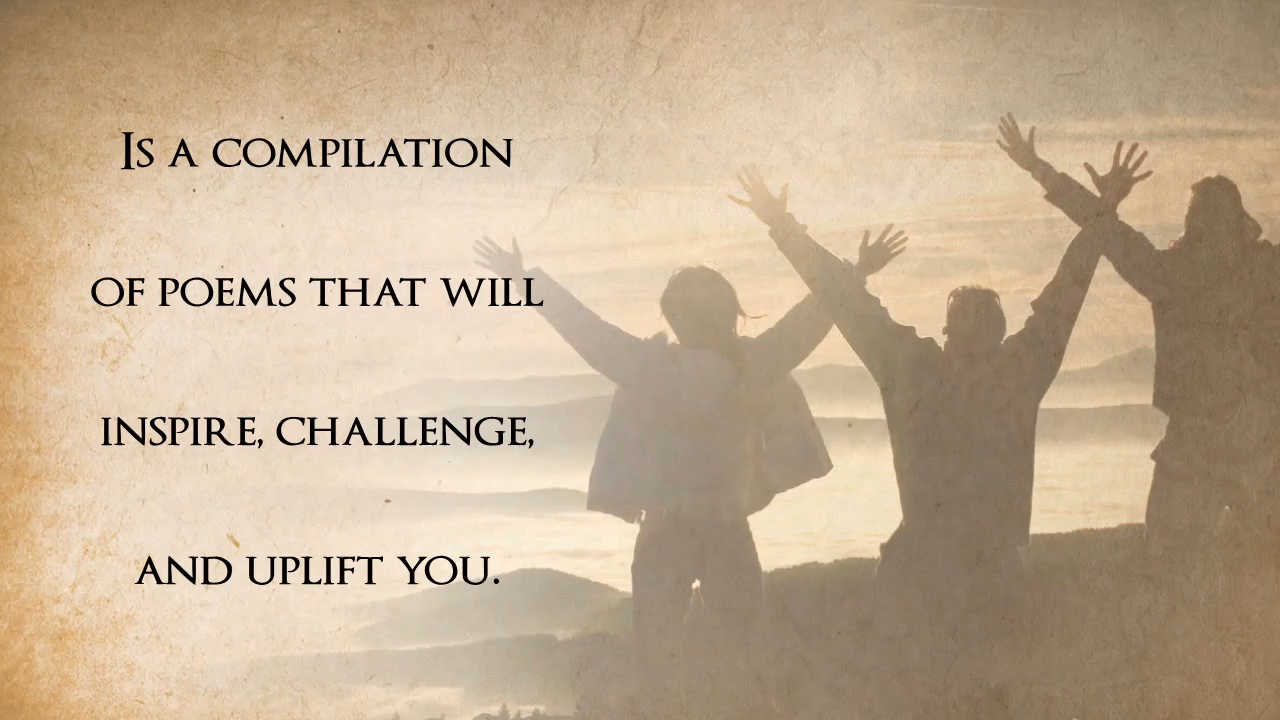 Is a compilation
of poems that will
inspire, challenge,
and uplift you.